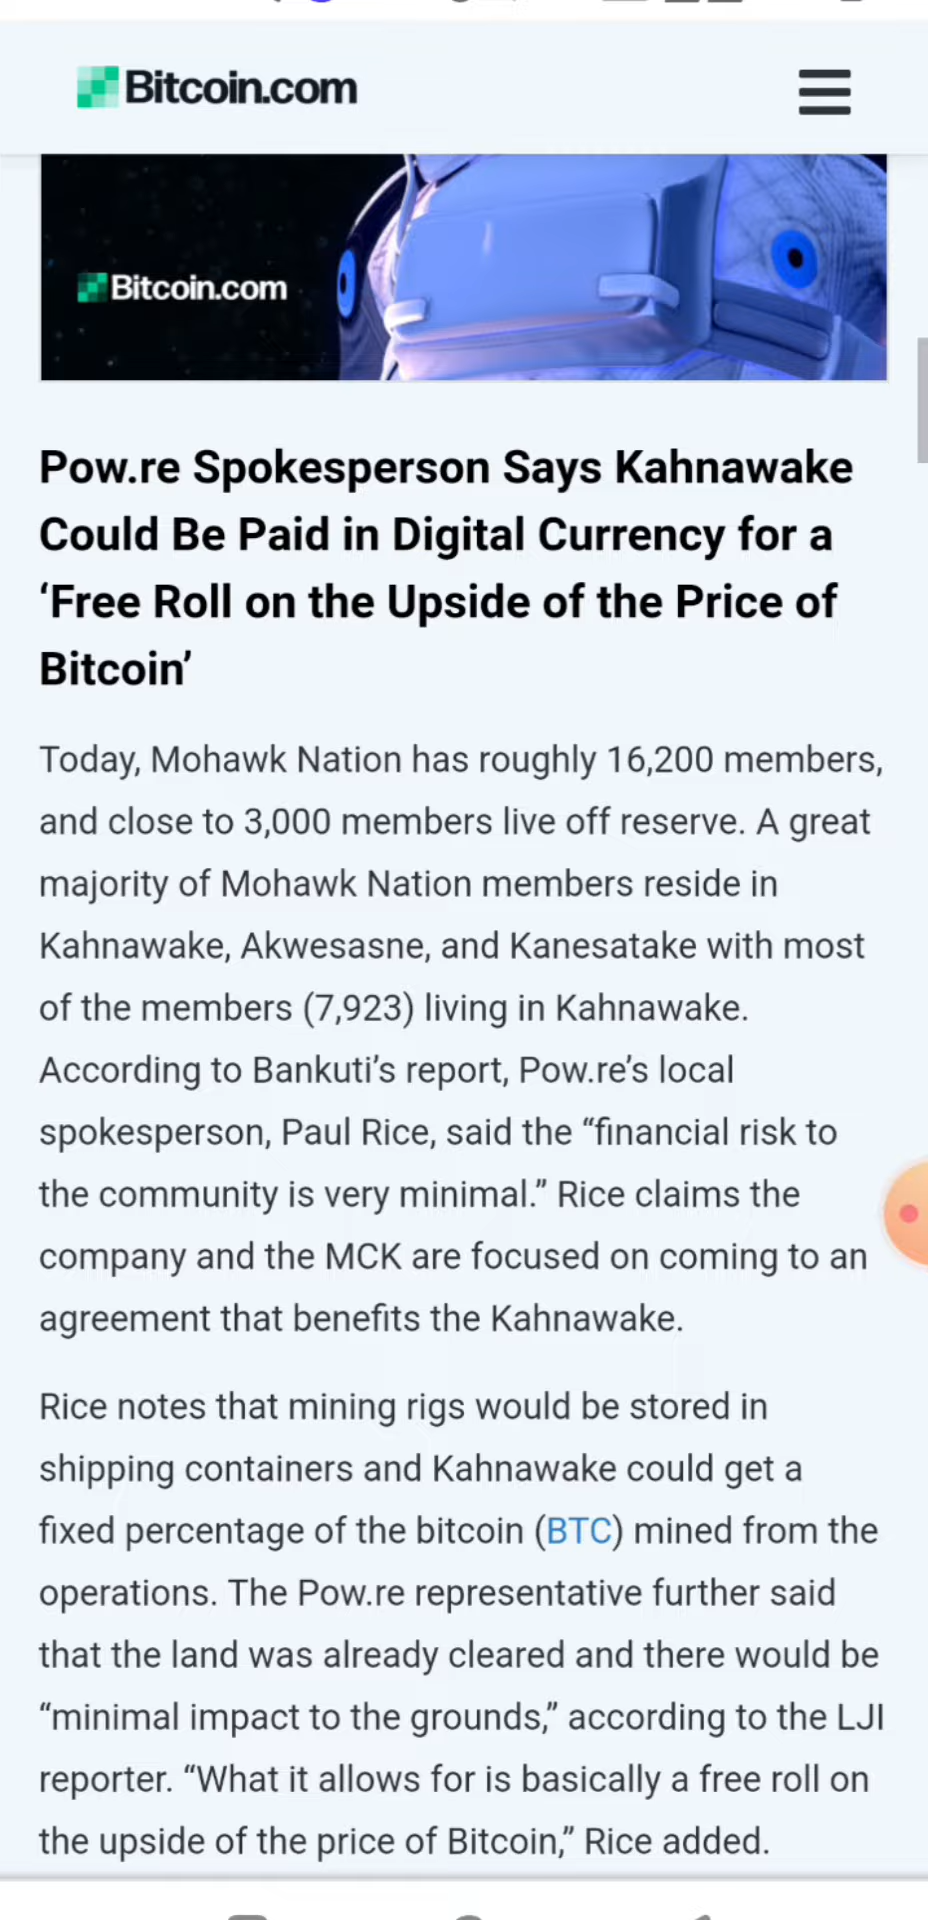 Bitcoin.com
Bitcoin.com
Pow.re Spokesperson Says Kahnawake
Could Be Paid in Digital Currency for a
‘Free Roll on the Upside of the Price of
Bitcoin’
Today, Mohawk Nation has roughly 16,200 members,
and close to 3,000 members live off reserve. A great
majority of Mohawk Nation members reside in
Kahnawake, Akwesasne, and Kanesatake with most
of the members (7,923) living in Kahnawake.
According to Bankuti’s report, Pow.re’s local
spokesperson, Paul Rice, said the “financial risk to
the community is very minimal.” Rice claims the
company and the MCK are focused on coming to an
agreement that benefits the Kahnawake.
Rice notes that mining rigs would be stored in
shipping containers and Kahnawake could get a
fixed percentage of the bitcoin (BTC) mined from the
operations. The Pow.re representative further said
that the land was already cleared and there would be
“minimal impact to the grounds,” according to the LJI
reporter. “What it allows for is basically a free roll on
the upside of the price of Bitcoin,” Rice added.